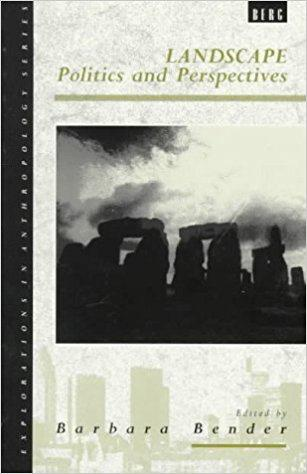 BERG
LANDSCAPE
Politics and Perspectives
EXPLORATIONS IN ANTHROPOLOGY SERIES
Edited by
Barbara Bender